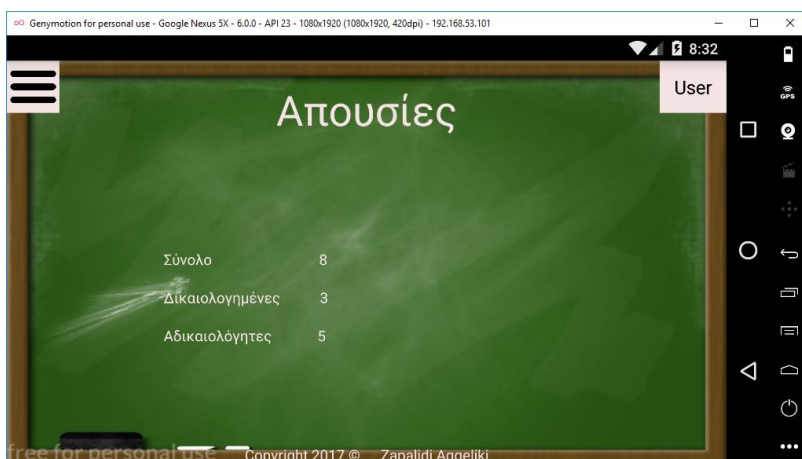 Genymotion for personal use - Google Nexus 5X - 6.0.0 - API 23 - 1080x1920 (1080x1920, 420dpi) - 192.168.53.101
8:32
User
GPS
Απουσίες
Σύνολο 8
Δικαιολογημένες 3
Αδικαιολόγητες 5
free for personal use
Copyright 2017 © Zapalidi Aggeliki